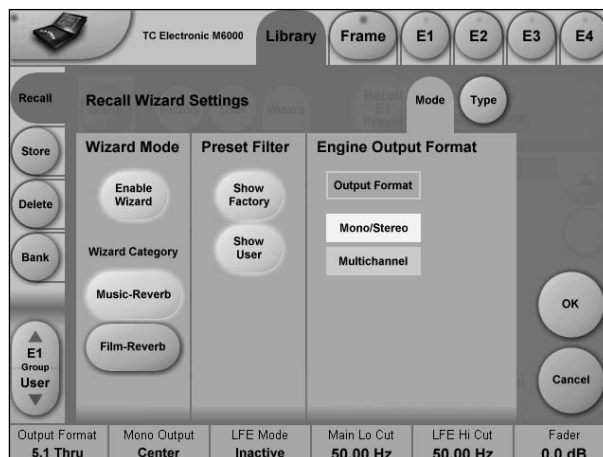 TC Electronic M6000
Library
Frame
E1
E2
E3
E4
Recall
Recall Wizard Settings
Mode
Type
Store
Delete
Bank
Wizard Mode
Preset Filter
Engine Output Format
Enable
Wizard
Show
Factory
Output Format
Show
User
Mono/Stereo
Wizard Category
Multichannel
Music-Reverb
Film-Reverb
OK
Cancel
E1
Group
User
Output Format
Mono Output
LFE Mode
Main Lo Cut
LFE Hi Cut
Fader
5.1 Thru
Center
Inactive
50.00 Hz
50.00 Hz
0.0 dB